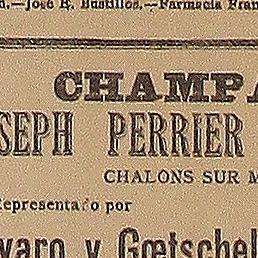 d.—José R. Bustillos.—Farmacia Fran
CHAMPA
SEPH PERRIER
CHALONS SUR M
Representado por
varo y Gœtschel